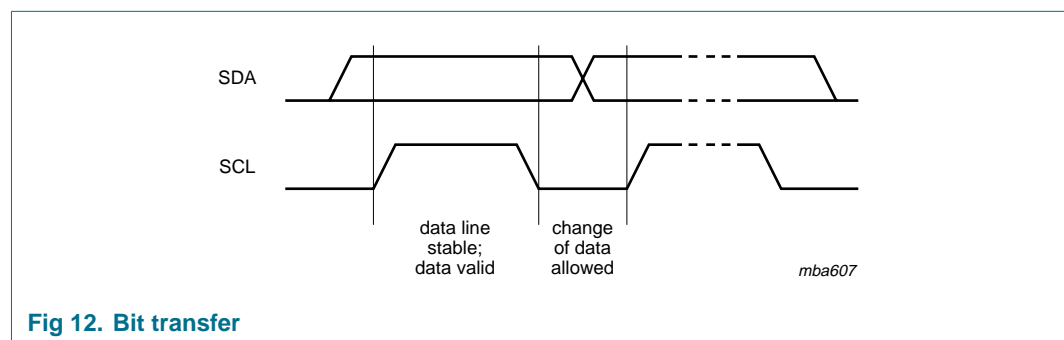 SDA
SCL
data line
stable;
data valid
change
of data
allowed
mba607
Fig 12. Bit transfer